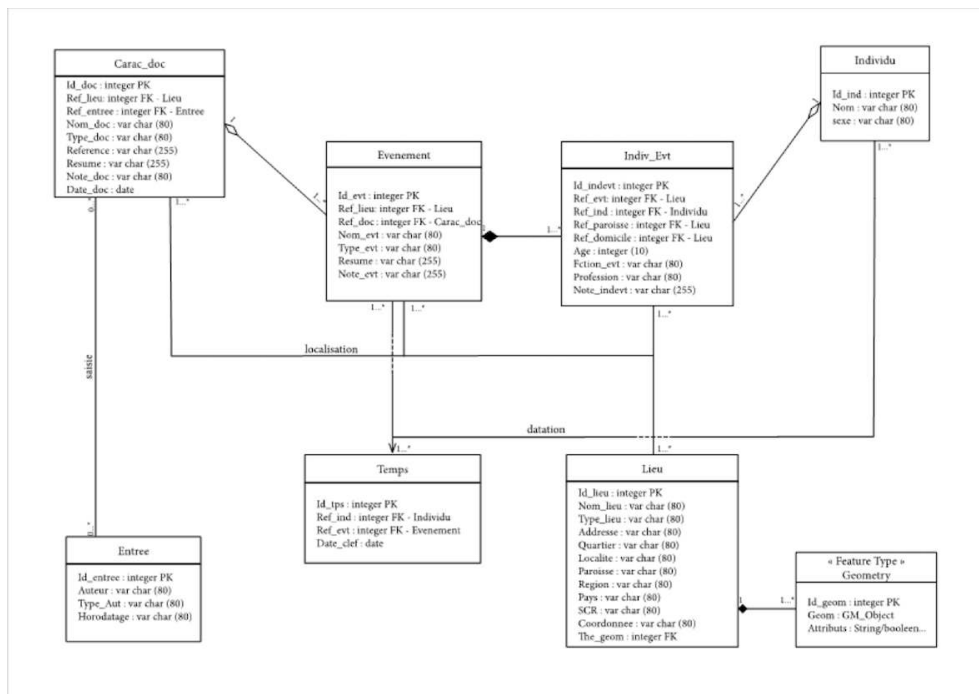 Carac_doc
Id_doc : integer PK
Ref_lieu: integer FK - Lieu
Ref_entree : integer FK - Entree
Nom_doc : var char (80)
Type_doc : var char (80)
Reference : var char (255)
Resume : var char (255)
Note_doc : var char (80)
Date_doc : date
Individu
Id_ind : integer PK
Nom : var char (80)
sexe : var char (80)
1
1
1...*
Evenement
Id_evt : integer PK
Ref_lieu: integer FK - Lieu
Ref_doc : integer FK - Carac_doc
Nom_evt : var char (80)
Type_evt : var char (80)
Resume : var char (255)
Note_evt : var char (255)
Indiv_Evt
Id_indevt : integer PK
Ref_evt: integer FK - Lieu
Ref_ind : integer FK - Individu
Ref_paroisse : integer FK - Lieu
Ref_domicile : integer FK - Lieu
Age : integer (10)
Fction_evt : var char (80)
Profession : var char (80)
Note_indevt : var char (255)
1
1...*
0...*
1...*
1...*
1...*
1...*
localisation
saisie
datation
1...*
1...*
Temps
Id_tps : integer PK
Ref_ind : integer FK - Individu
Ref_evt : integer FK - Evenement
Date_clef : date
Lieu
Id_lieu : integer PK
Nom_lieu : var char (80)
Type_lieu : var char (80)
Addresse : var char (80)
Quartier : var char (80)
Localite : var char (80)
Paroisse : var char (80)
Region : var char (80)
Pays : var char (80)
SCR : var char (80)
Coordonnee : var char (80)
The_geom : integer FK
0...*
Entree
Id_entree : integer PK
Auteur : var char (80)
Type_Aut : var char (80)
Horodatage : var char (80)
1
1...*
« Feature Type »
Geometry
Id_geom : integer PK
Geom : GM_Object
Attributs : String/booleen...